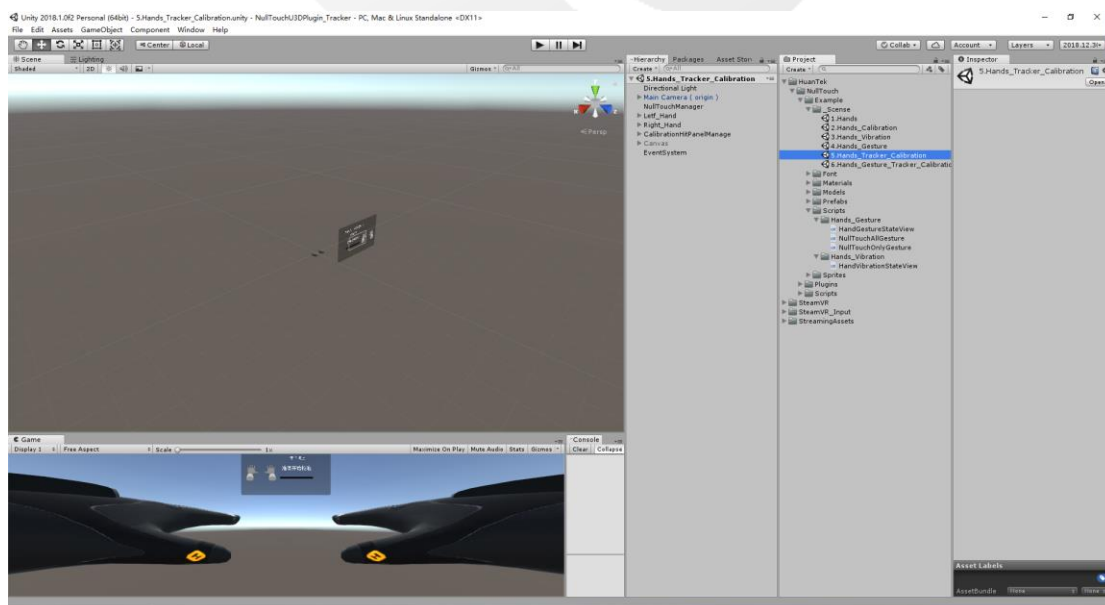 Unity 2018.1.0f2 Personal (64bit) - 5.Hands_Tracker_Calibration.unity - NullTouchU3DPlugin_Tracker - PC, Mac & Linux Standalone <DX11>
File Edit Assets GameObject Component Window Help
Center Local Collab Account Layers 2018.12.3
Scene Lighting
Shaded 2D Gizmos All
Persp
Hierarchy Packages Asset Stor
Create All
5.Hands_Tracker_Calibration
Directional Light
Main Camera ( origin )
NullTouchManager
Letf_Hand
Right_Hand
CalibrationHitPanelManage
Canvas
EventSystem
Project
Create
HuanTek
NullTouch
Example
_Scense
1.Hands
2.Hands_Calibration
3.Hands_Vibration
4.Hands_Gesture
5.Hands_Tracker_Calibration
6.Hands_Gesture_Tracker_Calibratic
Font
Materials
Models
Prefabs
Scripts
Hands_Gesture
HandGestureStateView
NullTouchAllGesture
NullTouchOnlyGesture
Hands_Vibration
HandVibrationStateView
Sprites
Plugins
Scripts
SteamVR
SteamVR_Input
StreamingAssets
Inspector
5.Hands_Tracker_Calibration
Open
Game
Display 1 Free Aspect Scale 1x Maximize On Play Mute Audio Stats Gizmos
Console
Clear Collapse
Asset Labels
AssetBundle None None